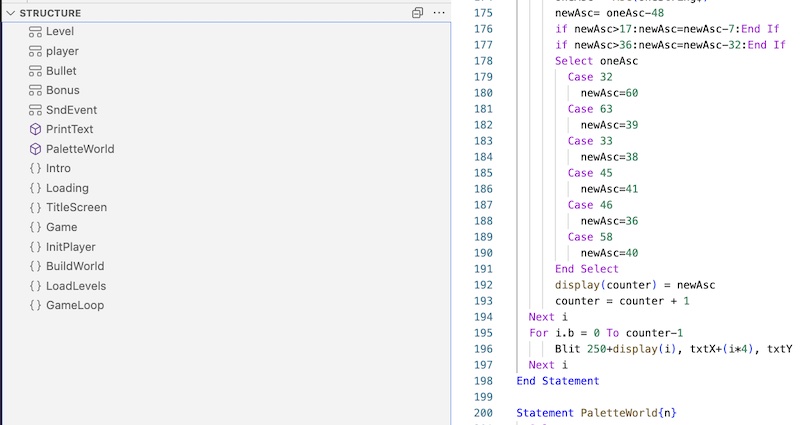 STRUCTURE
Level
player
Bullet
Bonus
SndEvent
PrintText
PaletteWorld
Intro
Loading
TitleScreen
Game
InitPlayer
BuildWorld
LoadLevels
GameLoop
175 newAsc= oneAsc-48
176 if newAsc>17:newAsc=newAsc-7:End If
177 if newAsc>36:newAsc=newAsc-32:End If
178 Select oneAsc
179 Case 32
180 newAsc=60
181 Case 63
182 newAsc=39
183 Case 33
184 newAsc=38
185 Case 45
186 newAsc=41
187 Case 46
188 newAsc=36
189 Case 58
190 newAsc=40
191 End Select
192 display(counter) = newAsc
193 counter = counter + 1
194 Next i
195 For i.b = 0 To counter-1
196 Blit 250+display(i), txtX+(i*4), txtY
197 Next i
198 End Statement
199
200 Statement PaletteWorld{n}